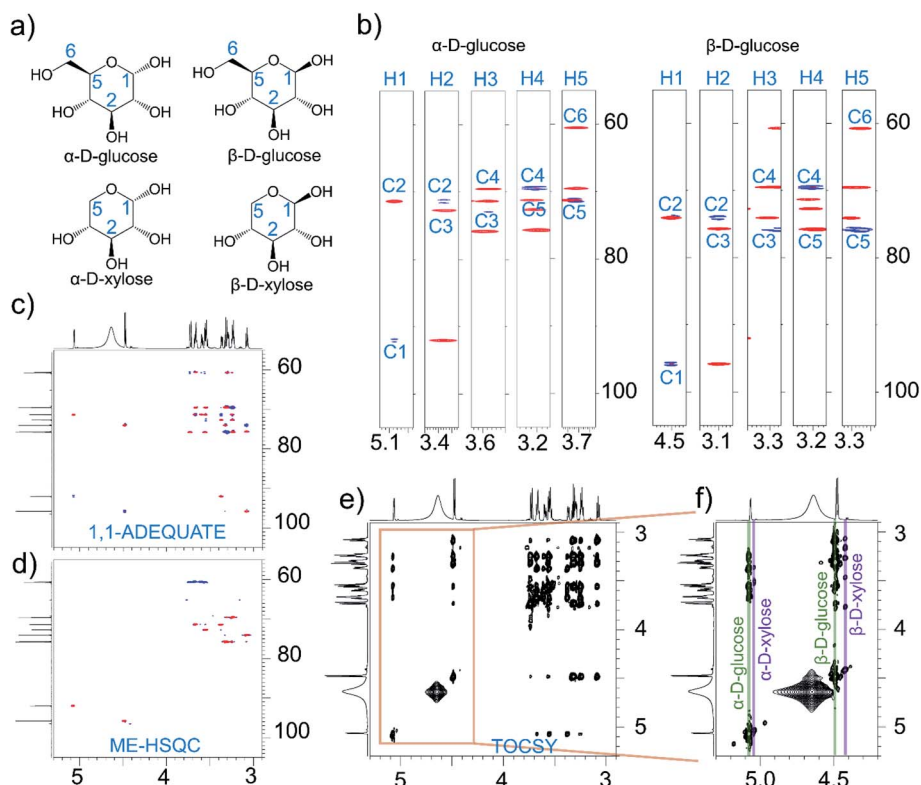 a)
6
HO
O
OH
5
1
2
HO
OH
OH
α-D-glucose
6
HO
O
OH
5
1
2
HO
OH
OH
β-D-glucose
O
OH
5
1
2
HO
OH
OH
α-D-xylose
O
OH
5
1
2
HO
OH
OH
β-D-xylose
b)
α-D-glucose
β-D-glucose
H1 H2 H3 H4 H5
H1 H2 H3 H4 H5
C2
C1
C2
C3
C4
C3
C4
C5
C6
C5
C2
C1
C2
C3
C4
C3
C4
C5
C6
C5
60
80
100
5.1 3.4 3.6 3.2 3.7
4.5 3.1 3.3 3.2 3.3
c)
60
80
100
1,1-ADEQUATE
d)
60
80
100
ME-HSQC
5 4 3
e)
3
4
5
TOCSY
5 4 3
f)
α-D-glucose
α-D-xylose
β-D-glucose
β-D-xylose
3
4
5
5.0 4.5